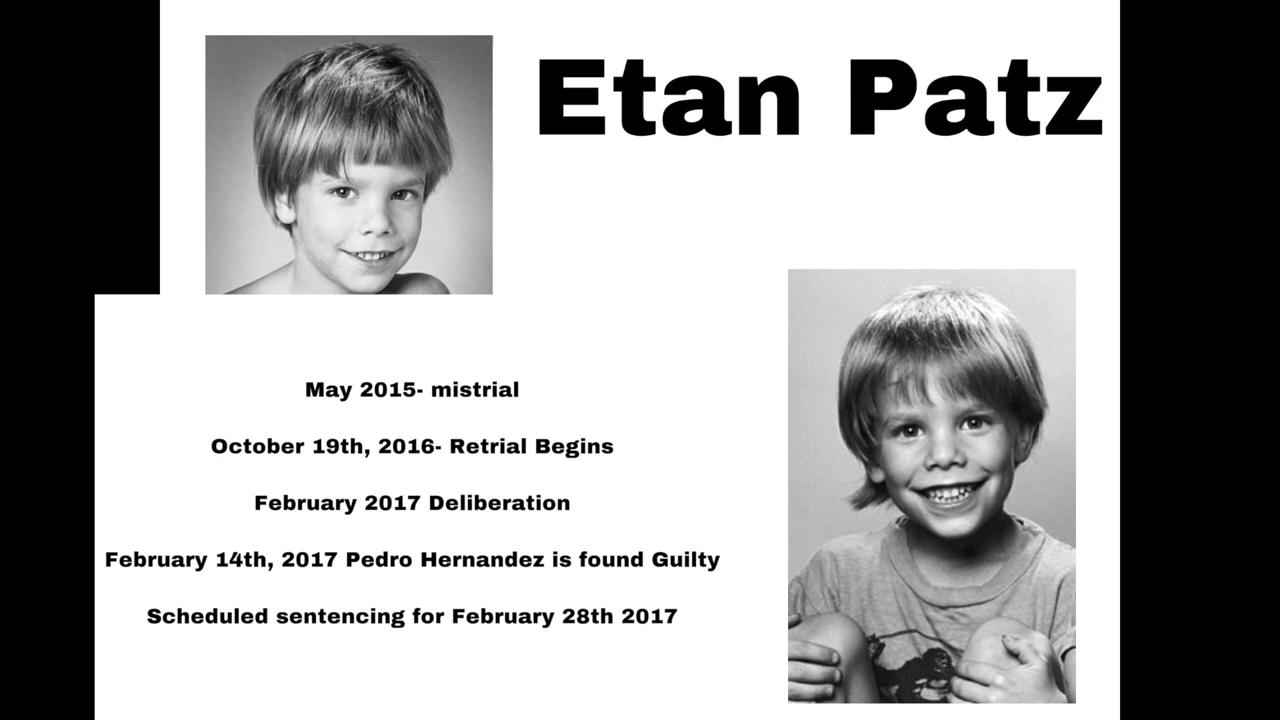 Etan Patz
May 2015- mistrial
October 19th, 2016- Retrial Begins
February 2017 Deliberation
February 14th, 2017 Pedro Hernandez is found Guilty
Scheduled sentencing for February 28th 2017